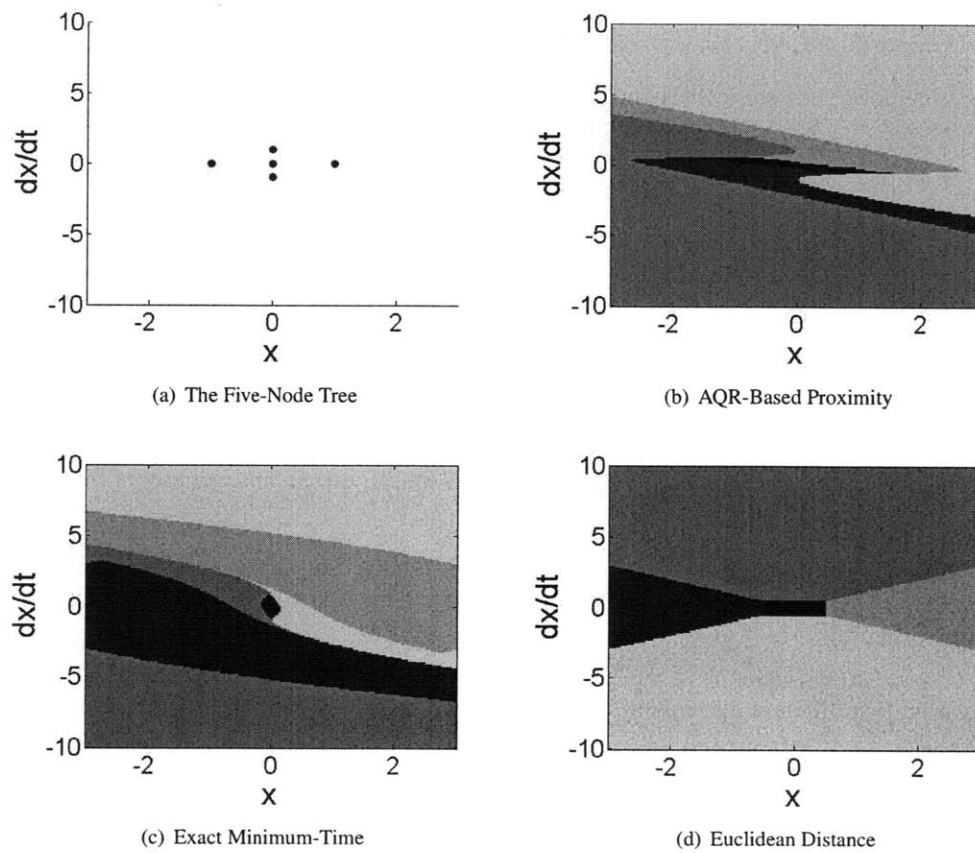 10
5
dx/dt
0
-5
-10
-2
0
2
X
(a) The Five-Node Tree
10
5
dx/dt
0
-5
-10
-2
0
2
X
(b) AQR-Based Proximity
10
5
dx/dt
0
-5
-10
-2
0
2
X
(c) Exact Minimum-Time
10
5
dx/dt
0
-5
-10
-2
0
2
X
(d) Euclidean Distance